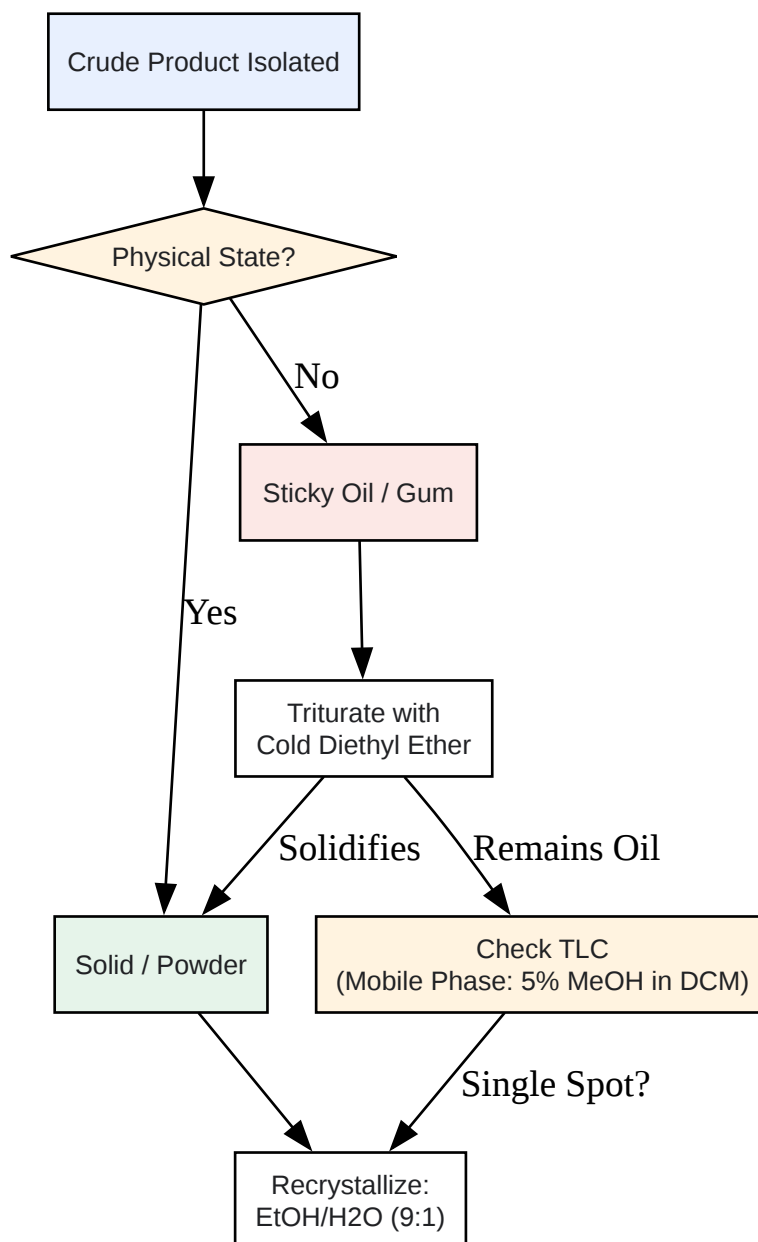 Crude Product Isolated
Physical State?
No
Sticky Oil / Gum
Yes
Triturate with
Cold Diethyl Ether
Solidifies
Remains Oil
Solid / Powder
Check TLC
(Mobile Phase: 5% MeOH in DCM)
Single Spot?
Recrystallize:
EtOH/H2O (9:1)